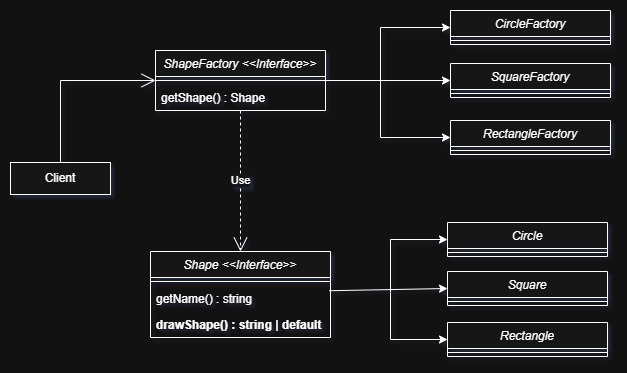 CircleFactory
ShapeFactory <<Interface>>
SquareFactory
getShape() : Shape
RectangleFactory
Client
Use
Circle
Shape <<Interface>>
Square
getName() : string
drawShape() : string | default
Rectangle